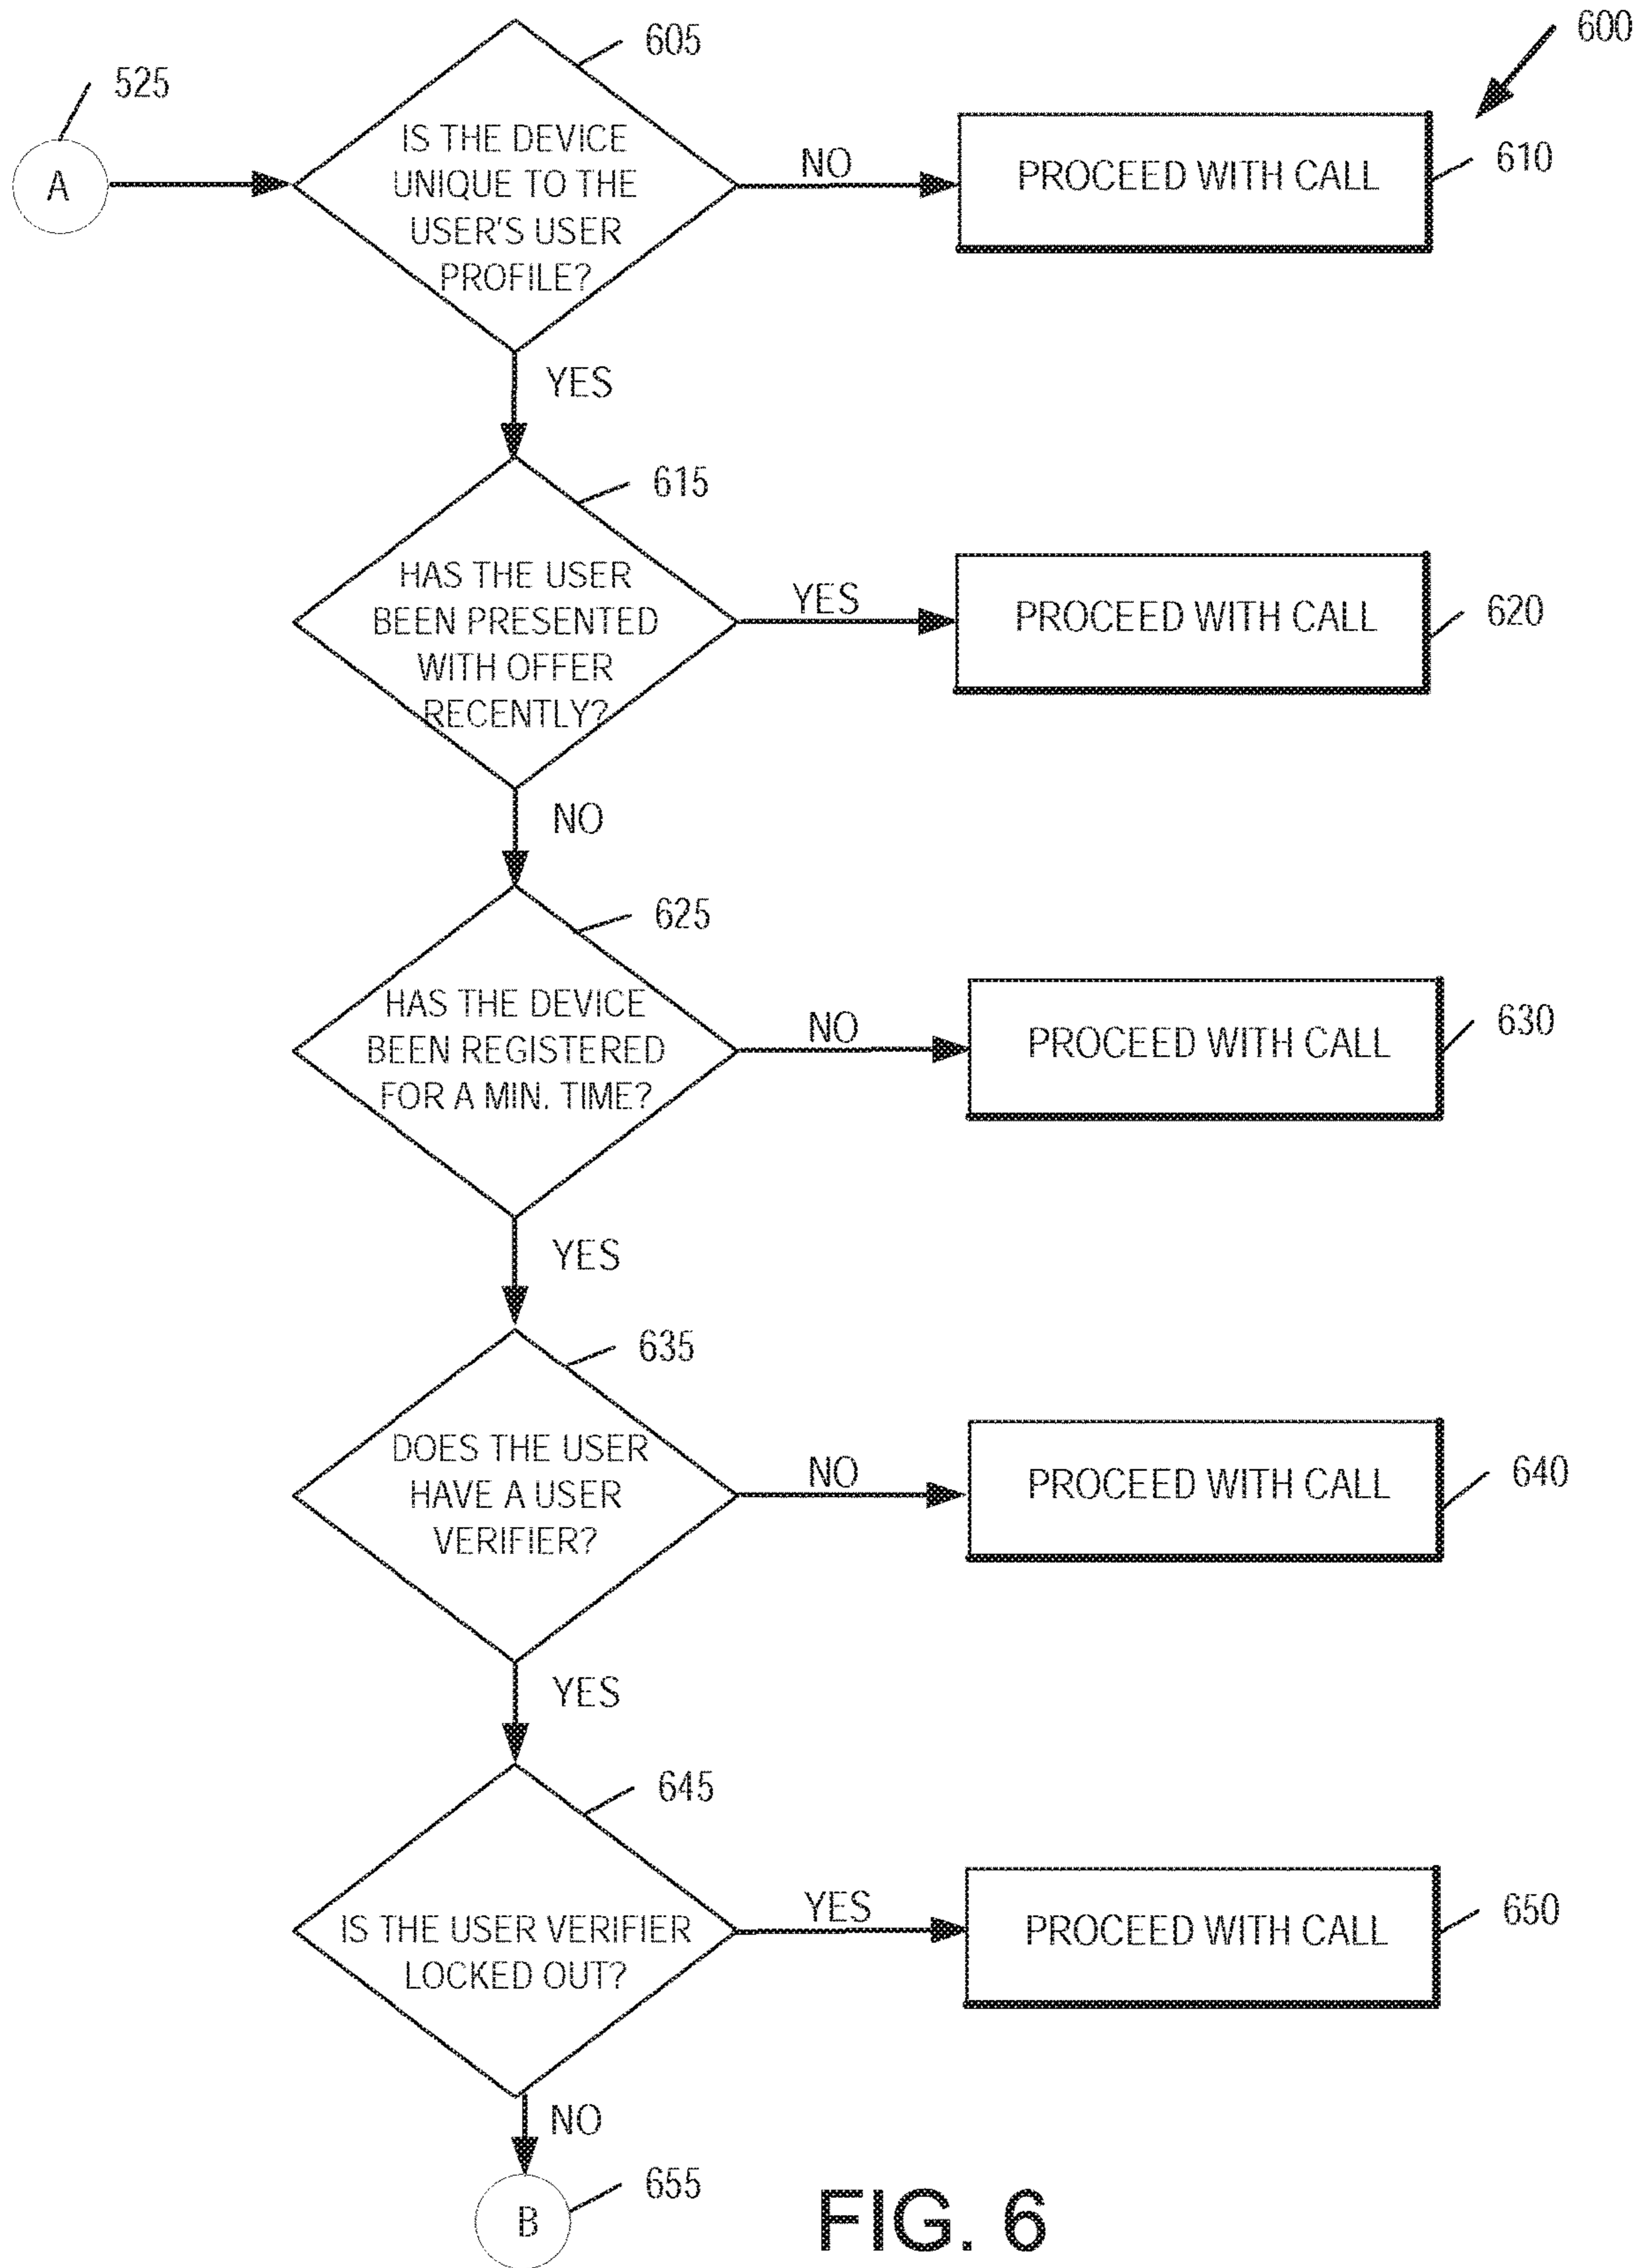 600
605
525
A
IS THE DEVICE
UNIQUE TO THE
USER'S USER
PROFILE?
NO
PROCEED WITH CALL
610
YES
615
HAS THE USER
BEEN PRESENTED
WITH OFFER
RECENTLY?
YES
PROCEED WITH CALL
620
NO
625
HAS THE DEVICE
BEEN REGISTERED
FOR A MIN. TIME?
NO
PROCEED WITH CALL
630
YES
635
DOES THE USER
HAVE A USER
VERIFIER?
NO
PROCEED WITH CALL
640
YES
645
IS THE USER VERIFIER
LOCKED OUT?
YES
PROCEED WITH CALL
650
NO
655
B
FIG. 6